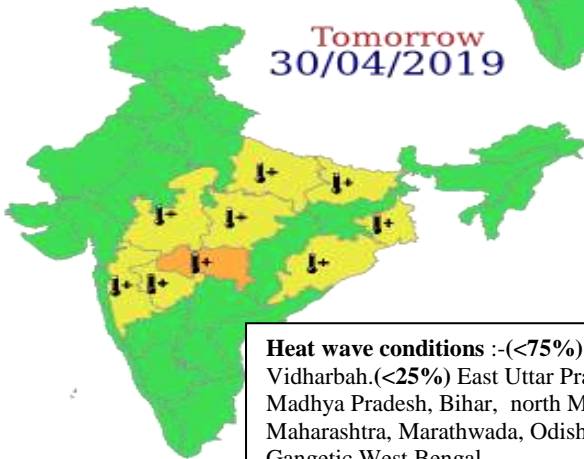 Tomorrow
30/04/2019
Heat wave conditions :-(<75%)
Vidharbah.(<25%) East Uttar Pra
Madhya Pradesh, Bihar, north M
Maharashtra, Marathwada, Odish
Gangetic West Bengal